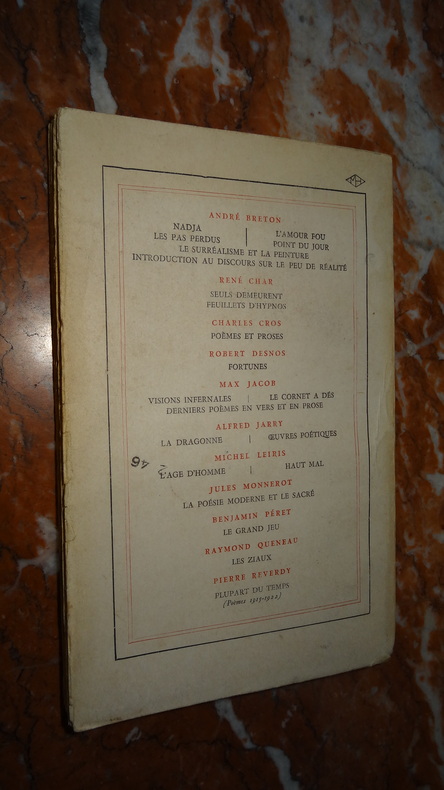 MH
ANDRÉ BRETON
NADJA | L'AMOUR FOU
LES PAS PERDUS | POINT DU JOUR
LE SURRÉALISME ET LA PEINTURE
INTRODUCTION AU DISCOURS SUR LE PEU DE RÉALITÉ
RENÉ CHAR
SEULS DEMEURENT
FEUILLETS D'HYPNOS
CHARLES CROS
POÈMES ET PROSES
ROBERT DESNOS
FORTUNES
MAX JACOB
VISIONS INFERNALES | LE CORNET A DÉS
DERNIERS POÈMES EN VERS ET EN PROSE
ALFRED JARRY
LA DRAGONNE | ŒUVRES POÉTIQUES
MICHEL LEIRIS
L'AGE D'HOMME | HAUT MAL
JULES MONNEROT
LA POÉSIE MODERNE ET LE SACRÉ
BENJAMIN PÉRET
LE GRAND JEU
RAYMOND QUENEAU
LES ZIAUX
PIERRE REVERDY
PLUPART DU TEMPS
(Poèmes 1915-1922)